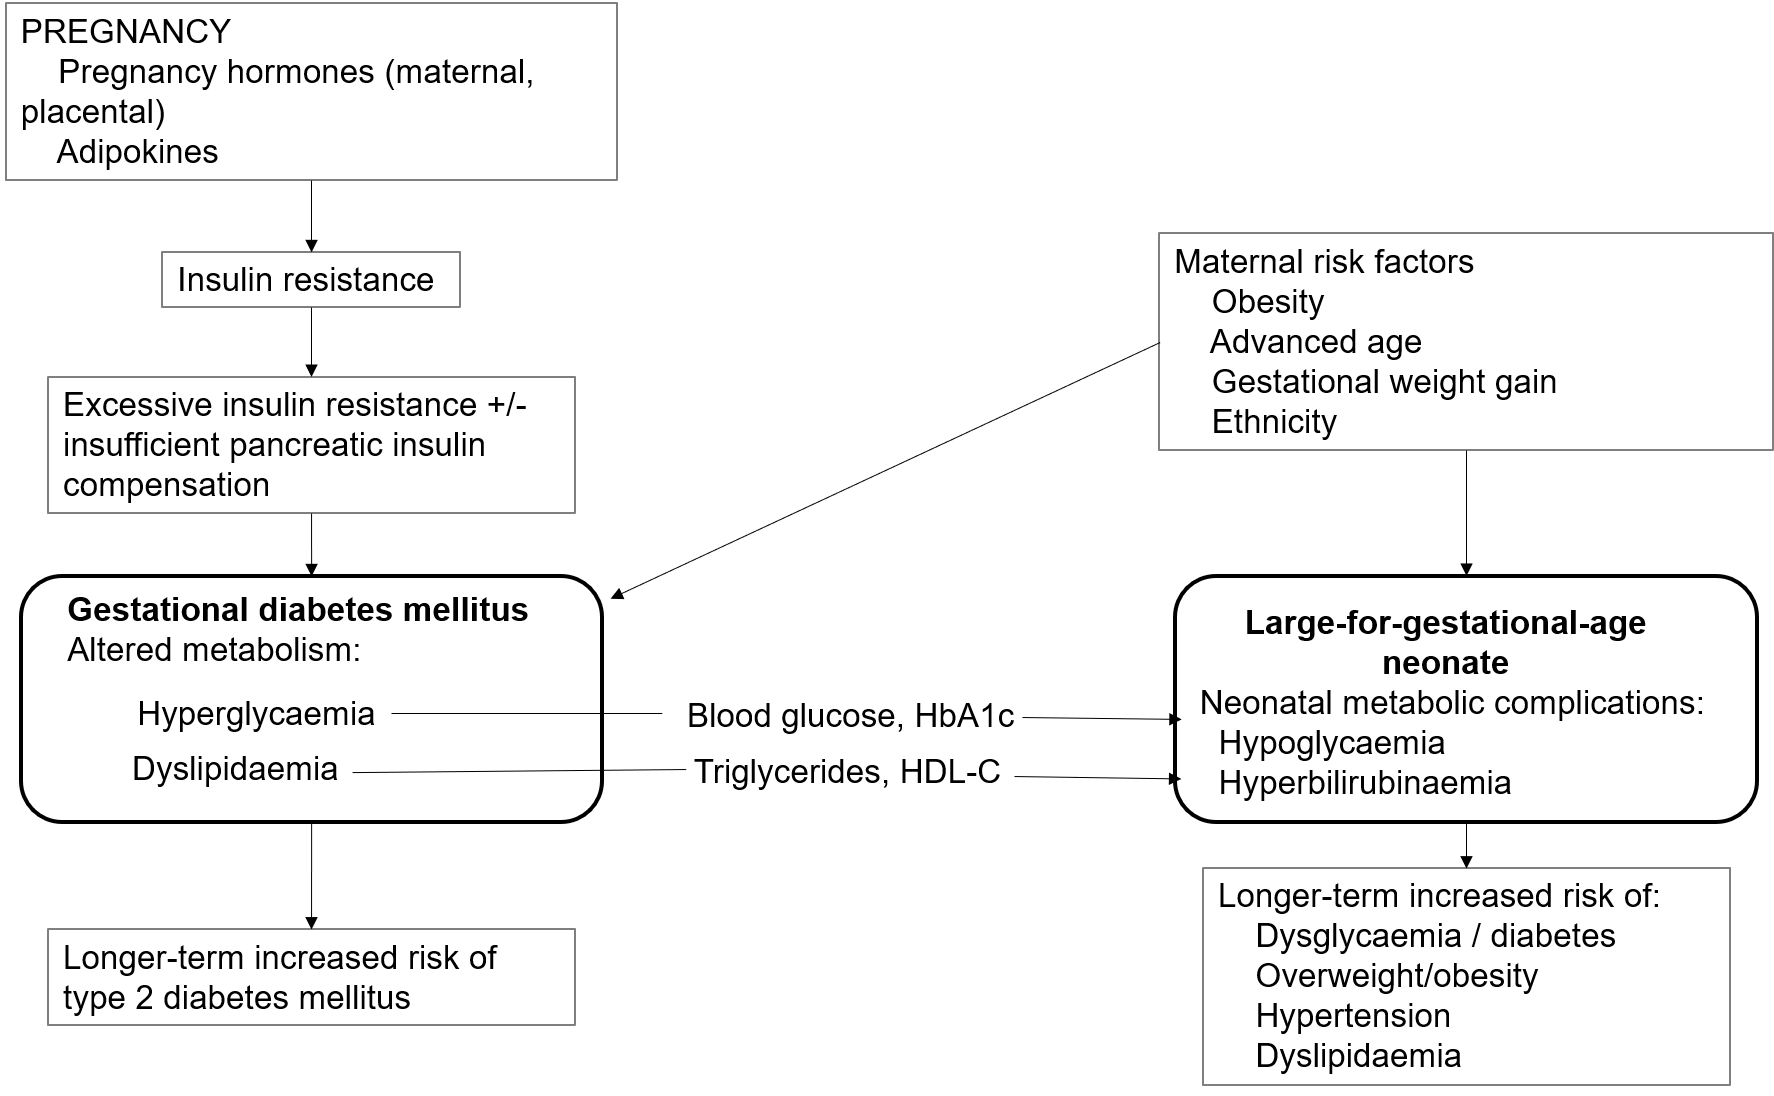 PREGNANCY
Pregnancy hormones (maternal,
placental)
Adipokines
Insulin resistance
Excessive insulin resistance +/-
insufficient pancreatic insulin
compensation
Maternal risk factors
Obesity
Advanced age
Gestational weight gain
Ethnicity
Gestational diabetes mellitus
Altered metabolism:
Hyperglycaemia
Dyslipidaemia
Blood glucose, HbA1c
Triglycerides, HDL-C
Large-for-gestational-age
neonate
Neonatal metabolic complications:
Hypoglycaemia
Hyperbilirubinaemia
Longer-term increased risk of
type 2 diabetes mellitus
Longer-term increased risk of:
Dysglycaemia / diabetes
Overweight/obesity
Hypertension
Dyslipidaemia